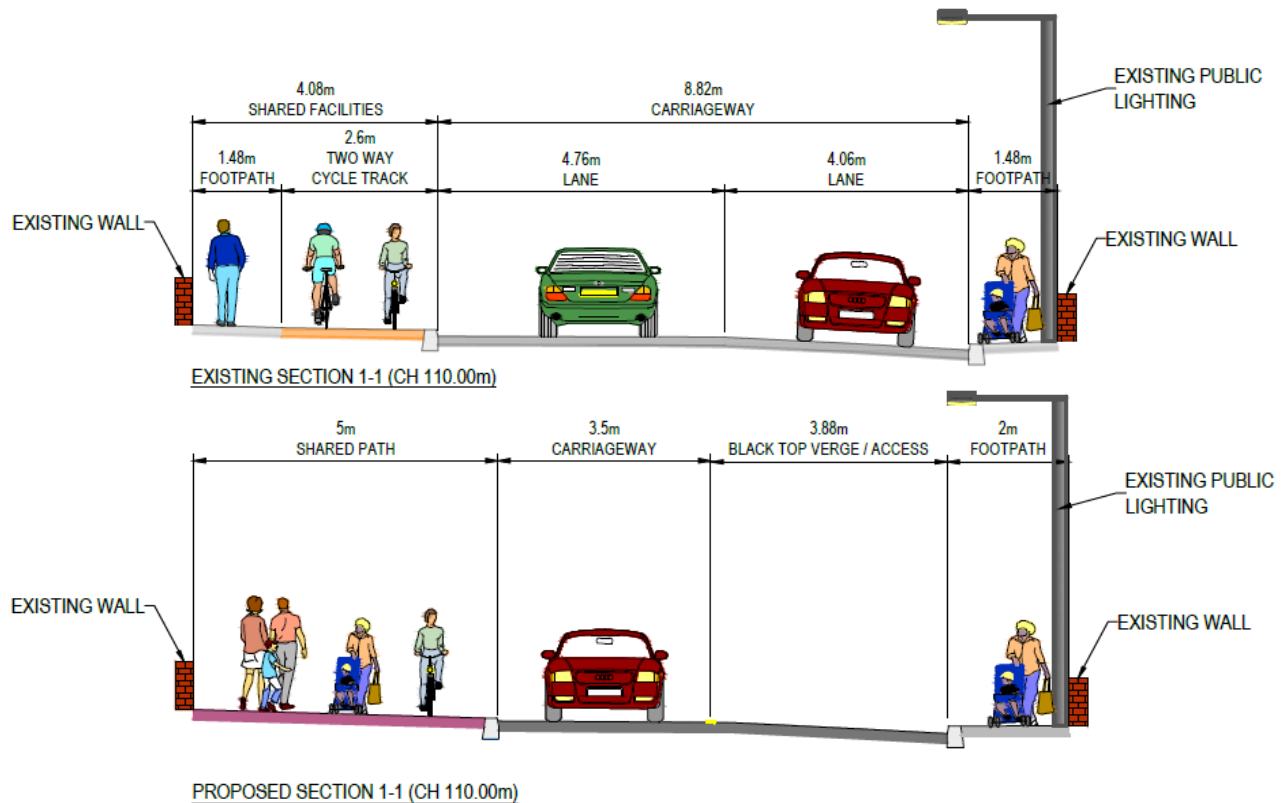 4.08m
SHARED FACILITIES
8.82m
CARRIAGEWAY
EXISTING PUBLIC
LIGHTING
1.48m
FOOTPATH
2.6m
TWO WAY
CYCLE TRACK
4.76m
LANE
4.06m
LANE
1.48m
FOOTPATH
EXISTING WALL
EXISTING WALL
EXISTING SECTION 1-1 (CH 110.00m)
5m
SHARED PATH
3.5m
CARRIAGEWAY
3.88m
BLACK TOP VERGE / ACCESS
2m
FOOTPATH
EXISTING PUBLIC
LIGHTING
EXISTING WALL
EXISTING WALL
PROPOSED SECTION 1-1 (CH 110.00m)